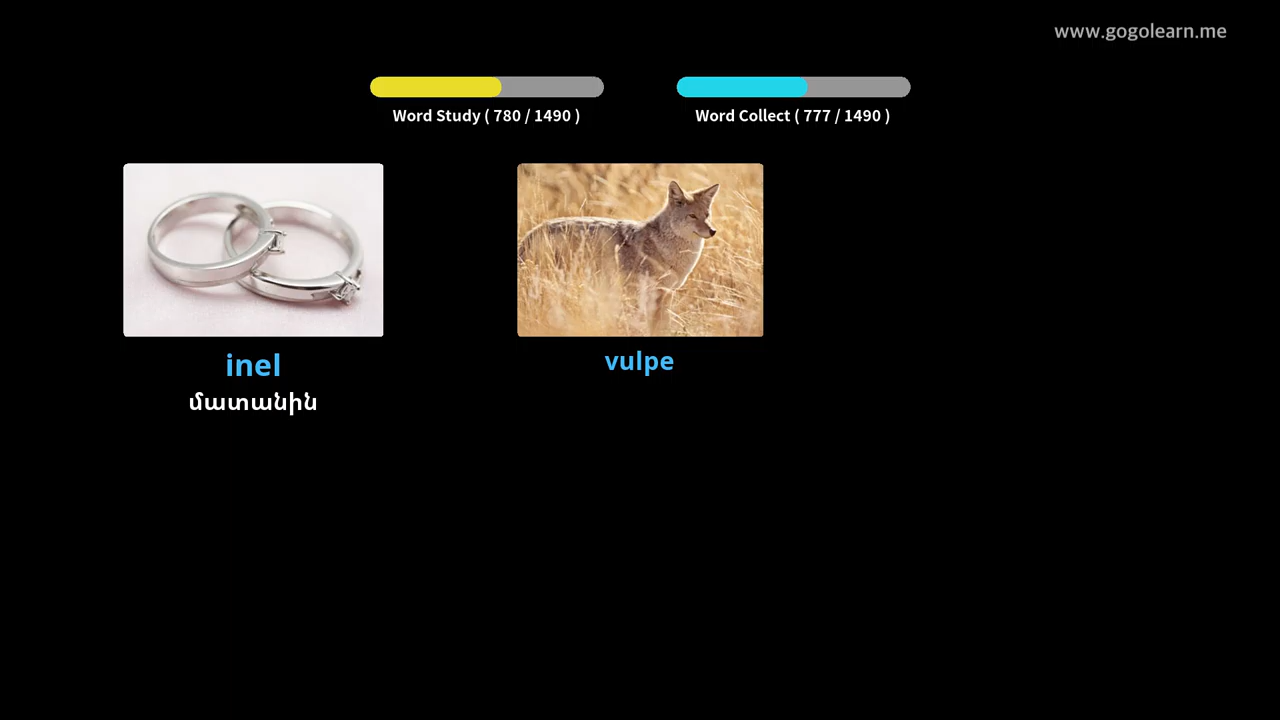 www.gogolearn.me
Word Study ( 780 / 1490 )
Word Collect ( 777 / 1490 )
inel
մատանին
vulpe